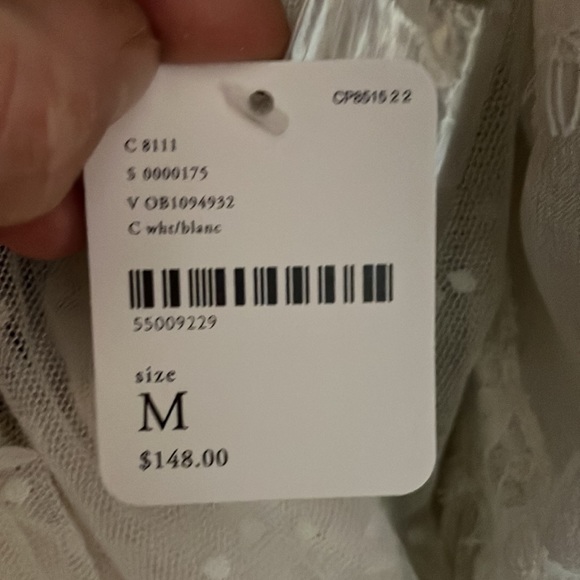 CP8515 2 2
C 8111
S 0000175
V OB1094932
C wht/blanc
55009229
size
M
$148.00